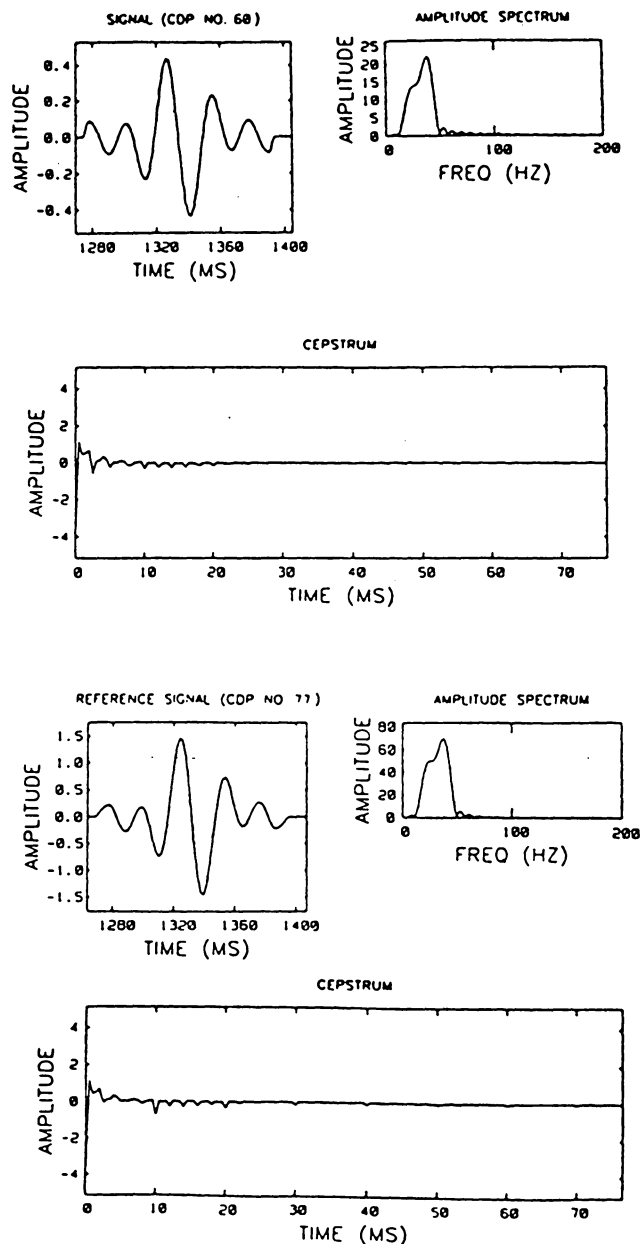 SIGNAL (CDP NO. 60)
AMPLITUDE
0.4
0.2
0.0
-0.2
-0.4
1280 1320 1360 1400
TIME (MS)
AMPLITUDE SPECTRUM
AMPLITUDE
25
20
15
10
5
0
0 100 200
FREQ (HZ)
CEPSTRUM
AMPLITUDE
4
2
0
-2
-4
0 10 20 30 40 50 60 70
TIME (MS)
REFERENCE SIGNAL (CDP NO 77)
AMPLITUDE
1.5
1.0
0.5
0.0
-0.5
-1.0
-1.5
1280 1320 1360 1400
TIME (MS)
AMPLITUDE SPECTRUM
AMPLITUDE
80
60
40
20
0
0 100 200
FREQ (HZ)
CEPSTRUM
AMPLITUDE
4
2
0
-2
-4
0 10 20 30 40 50 60 70
TIME (MS)